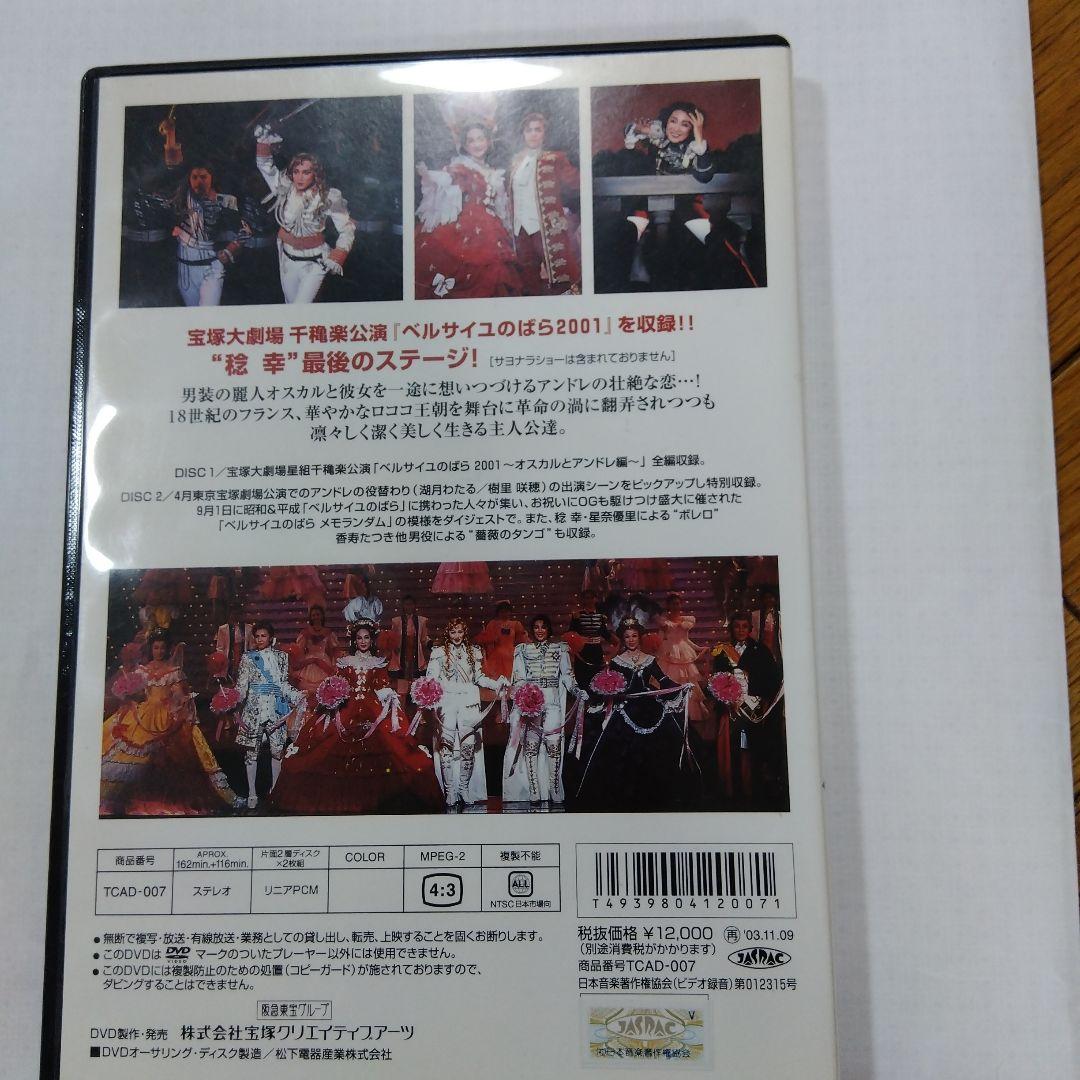 宝塚大劇場 千穐楽公演『ベルサイユのばら2001』を収録!!
“稔 幸”最後のステージ! [サヨナラショーは含まれておりません]
男装の麗人オスカルと彼女を一途に想いつづけるアンドレの壮絶な恋…!
18世紀のフランス、華やかなロココ王朝を舞台に革命の渦に翻弄されつつも
凛々しく潔く美しく生きる主人公達。
DISC 1/宝塚大劇場星組千穐楽公演「ベルサイユのばら 2001〜オスカルとアンドレ編〜」全編収録。
DISC 2/4月東京宝塚劇場公演でのアンドレの役替わり(湖月わたる/樹里 咲穂)の出演シーンをピックアップし特別収録。
9月1日に昭和&平成「ベルサイユのばら」に携わった人々が集い、お祝いにOGも駆けつけ盛大に催された
「ベルサイユのばら メモランダム」の模様をダイジェストで。また、稔 幸・星奈優里による“ボレロ”
香寿たつき他男役による“薔薇のタンゴ”も収録。
商品番号 APROX. 162min.+116min. 片面2層ディスク ×2枚組 COLOR MPEG-2 複製不能
TCAD-007 ステレオ リニアPCM 4:3 ALL NTSC日本市場向
T4939804120071
税抜価格 ¥12,000 再 '03.11.09
(別途消費税がかかります)
商品番号TCAD-007
JASRAC
日本音楽著作権協会(ビデオ録音)第012315号
●無断で複写・放送・有線放送・業務としての貸し出し、転売、上映することを固くお断りします。
●このDVDは DVD VIDEO マークのついたプレーヤー以外には使用できません。
●このDVDには複製防止のための処置(コピーガード)が施されておりますので、
ダビングすることはできません。
阪急東宝グループ
DVD製作・発売 株式会社宝塚クリエイティブアーツ
■DVDオーサリング・ディスク製造/松下電器産業株式会社
V
JASRAC
日本音楽著作権協会